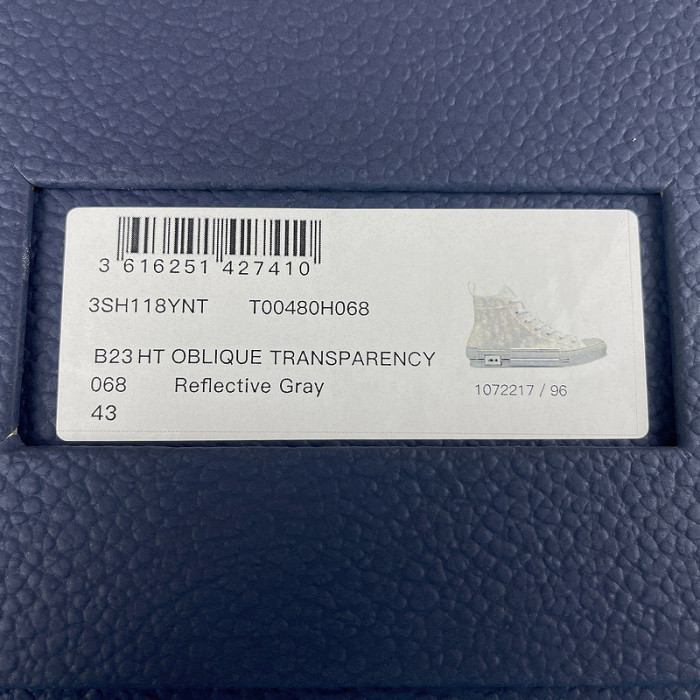 3 616251 427410
3SH118YNT T00480H068
B23 HT OBLIQUE TRANSPARENCY
068 Reflective Gray
43
1072217 / 96